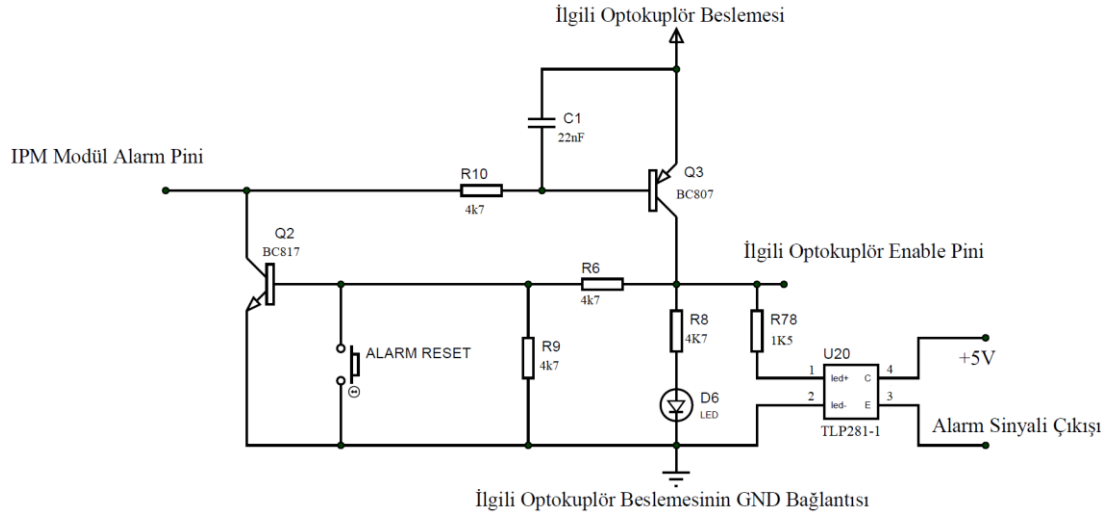 İlgili Optokuplör Beslemesi
C1
22nF
IPM Modül Alarm Pini
R10
4k7
Q3
BC807
Q2
BC817
İlgili Optokuplör Enable Pini
R6
4k7
R8
4K7
R78
1K5
ALARM RESET
R9
4k7
U20
+5V
1
led+
C
4
2
led-
E
3
D6
LED
TLP281-1
Alarm Sinyali Çıkışı
İlgili Optokuplör Beslemesinin GND Bağlantısı